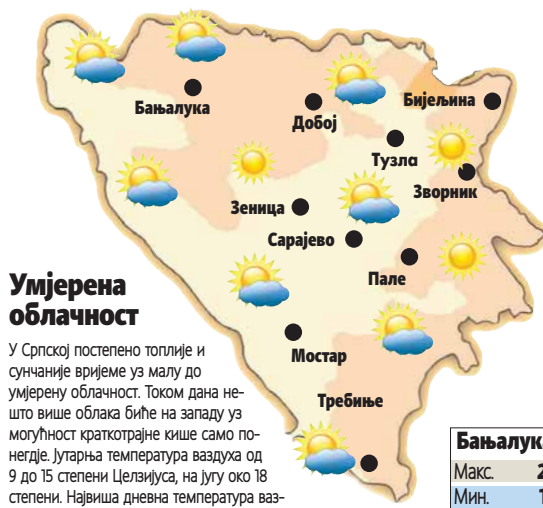 Бањалука
Добој
Бијељина
Тузла
Зворник
Зеница
Сарајево
Пале
Мостар
Требиње
Умјерена
облачност
У Српској постепено топлије и
сунчаније вријеме уз малу до
умјерену облачност. Током дана не-
што више облака биће на западу уз
могућност краткотрајне кише само по-
негдје. Јутарња температура ваздуха од
9 до 15 степени Целзијуса, на југу око 18
степени. Највиша дневна температура ваз-
Бањалука
Макс.
Мин.